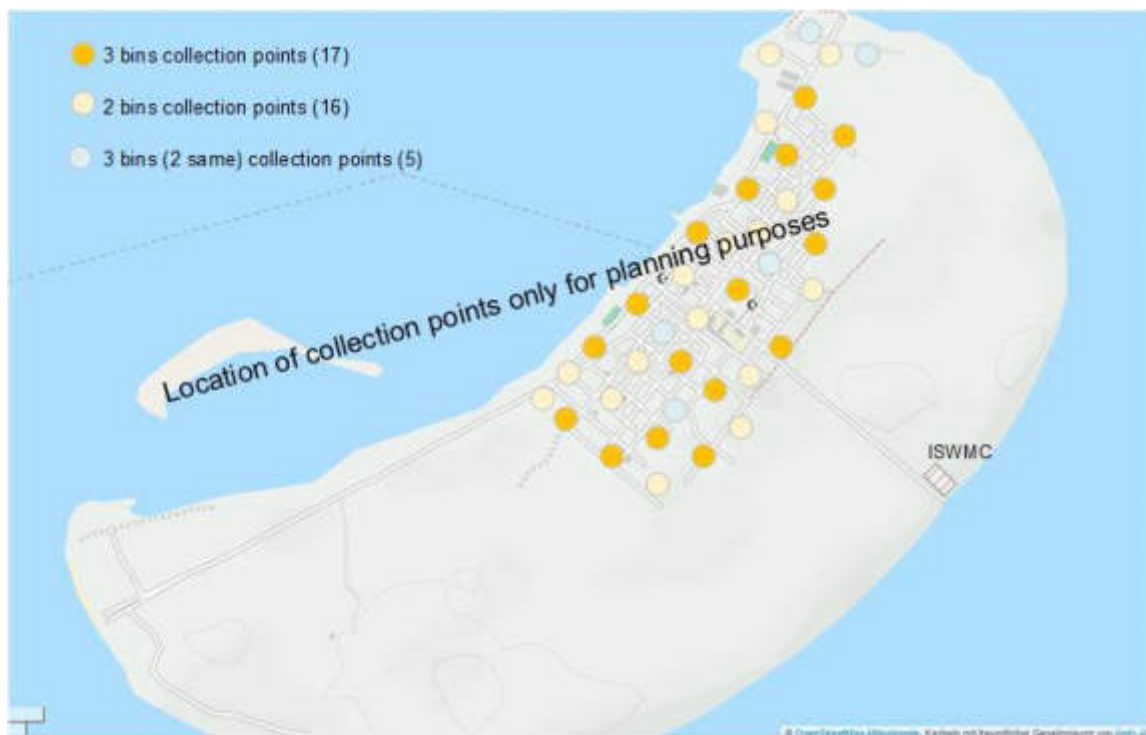 3 bins collection points (17)
2 bins collection points (16)
3 bins (2 same) collection points (5)
Location of collection points only for planning purposes
ISWMC